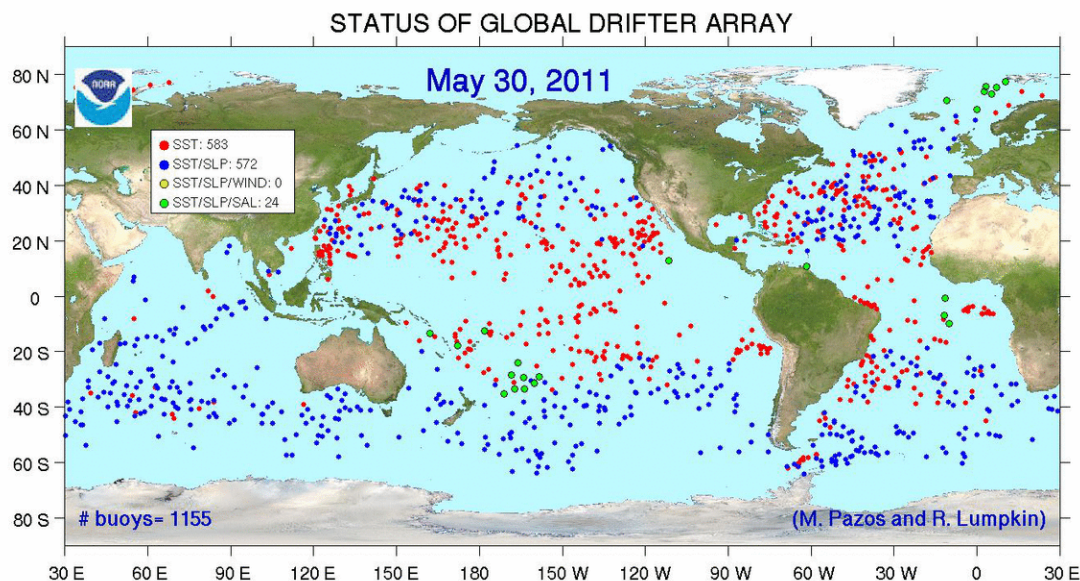 STATUS OF GLOBAL DRIFTER ARRAY
80 N
60 N
40 N
20 N
0
20 S
40 S
60 S
80 S
NOAA
May 30, 2011
SST: 583
SST/SLP: 572
SST/SLP/WIND: 0
SST/SLP/SAL: 24
# buoys= 1155
(M. Pazos and R. Lumpkin)
30 E 60 E 90 E 120 E 150 E 180 E 150 W 120 W 90 W 60 W 30 W 0 30 E